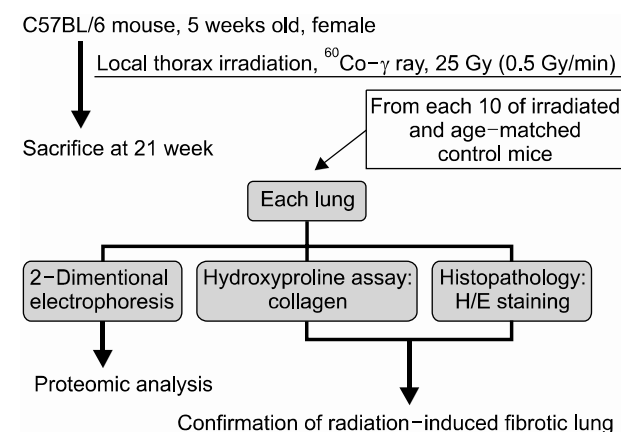 C57BL/6 mouse, 5 weeks old, female
Local thorax irradiation, ⁶⁰Co−γ ray, 25 Gy (0.5 Gy/min)
From each 10 of irradiated
and age−matched
control mice
Sacrifice at 21 week
Each lung
2−Dimentional
electrophoresis
Hydroxyproline assay:
collagen
Histopathology:
H/E staining
Proteomic analysis
Confirmation of radiation−induced fibrotic lung